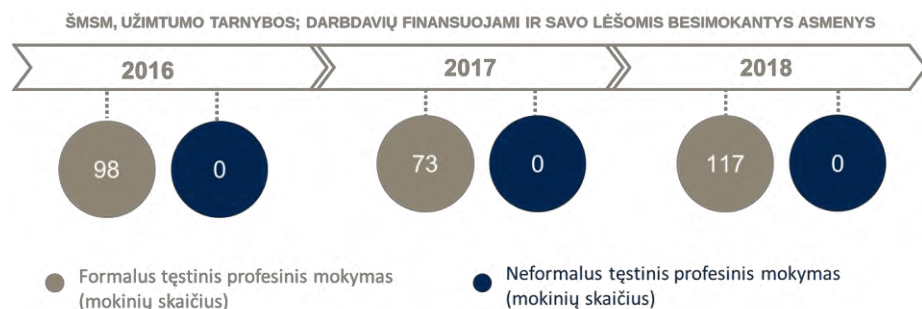 ŠMSM, UŽIMTUMO TARNYBOS; DARBDAVIŲ FINANSUOJAMI IR SAVO LĖŠOMIS BESIMOKANTYS ASMENYS
2016 2017 2018
98 0 73 0 117 0
Formalus tęstinis profesinis mokymas
(mokinių skaičius)
Neformalus tęstinis profesinis mokymas
(mokinių skaičius)